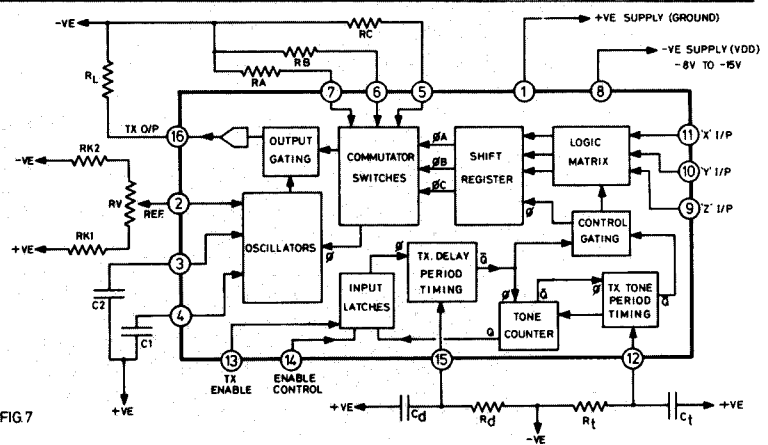 -VE
RC
RB
RA
RL
+VE SUPPLY (GROUND)
-VE SUPPLY (VDD)
-8V TO -15V
7
6
5
1
8
TX O/P
16
OUTPUT
GATING
COMMUTATOR
SWITCHES
ØA
ØB
ØC
SHIFT
REGISTER
LOGIC
MATRIX
11
'X' I/P
10
'Y' I/P
9
'Z' I/P
RK2
-VE
RV
REF.
2
RK1
+VE
OSCILLATORS
Ø
Ø
CONTROL
GATING
3
C2
4
C1
INPUT
LATCHES
Ø
TX. DELAY
PERIOD
TIMING
Q̄
Ø
Q̄
TONE
COUNTER
Q
Ø
TX TONE
PERIOD
TIMING
Q̄
13
TX
ENABLE
14
ENABLE
CONTROL
15
12
+VE
+VE
Cd
Rd
Rt
Ct
+VE
-VE
FIG.7